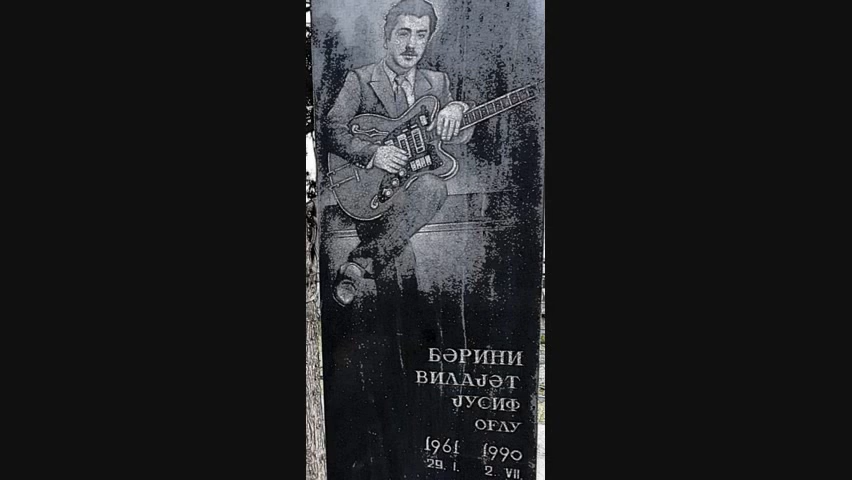 БӘРИНИ
ВИЛАЈӘТ
ЈУСИФ
ОҒЛУ
1961 1990
29. I. 2. VII.